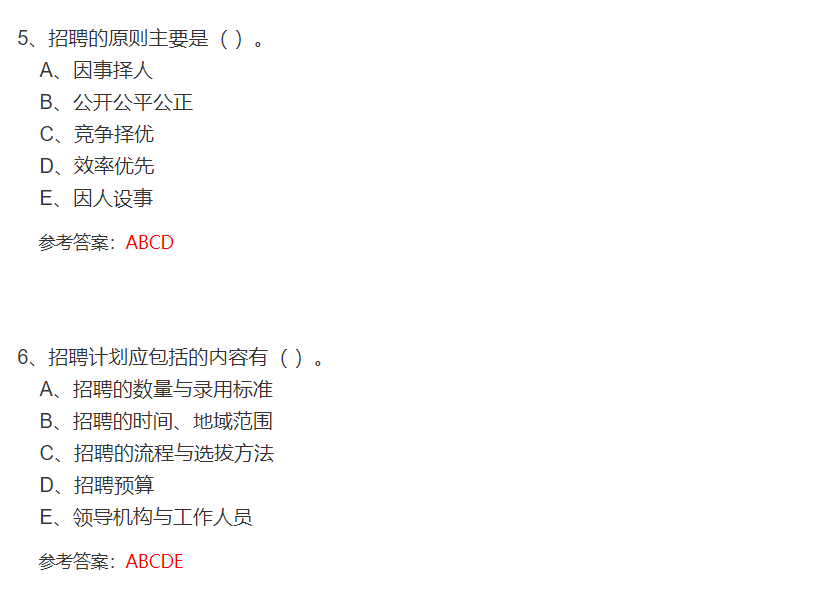 5、招聘的原则主要是（ ）。
A、因事择人
B、公开公平公正
C、竞争择优
D、效率优先
E、因人设事
参考答案：ABCD
6、招聘计划应包括的内容有（ ）。
A、招聘的数量与录用标准
B、招聘的时间、地域范围
C、招聘的流程与选拔方法
D、招聘预算
E、领导机构与工作人员
参考答案：ABCDE